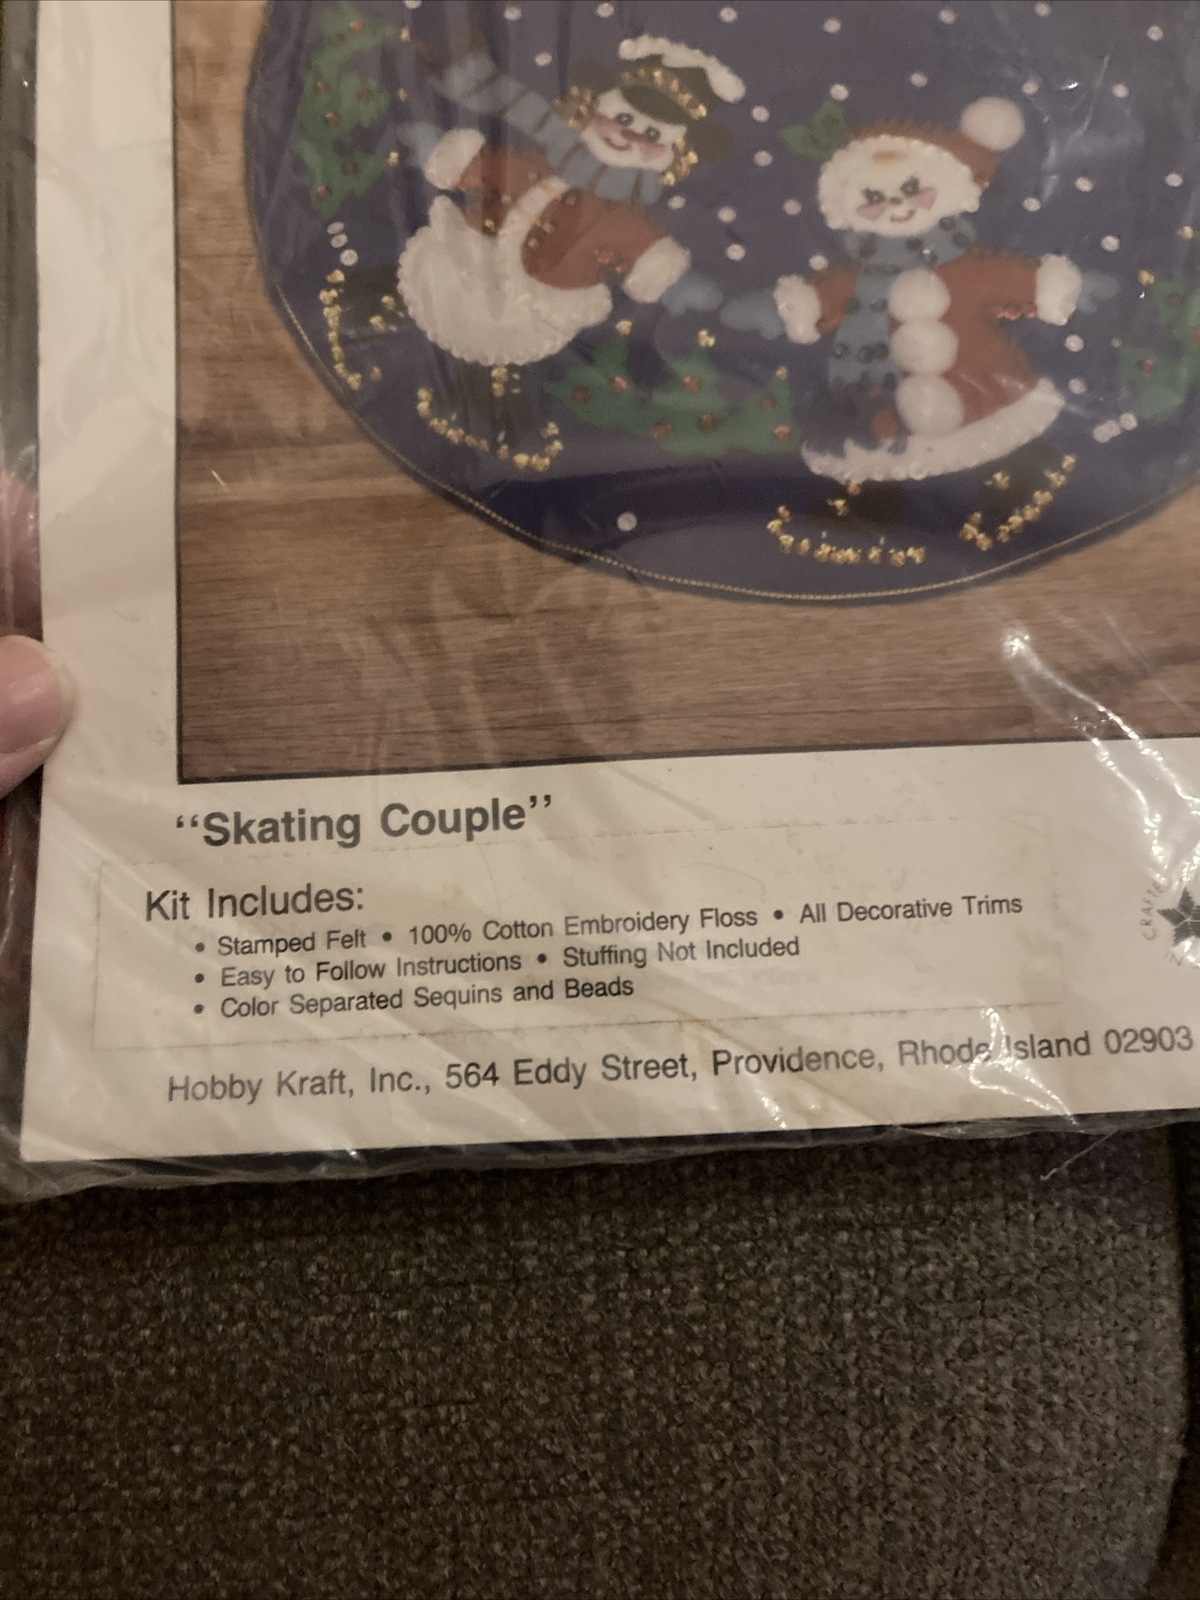 “Skating Couple”
Kit Includes:
• Stamped Felt • 100% Cotton Embroidery Floss • All Decorative Trims
• Easy to Follow Instructions • Stuffing Not Included
• Color Separated Sequins and Beads
Hobby Kraft, Inc., 564 Eddy Street, Providence, Rhode Island 02903
CRAFTED